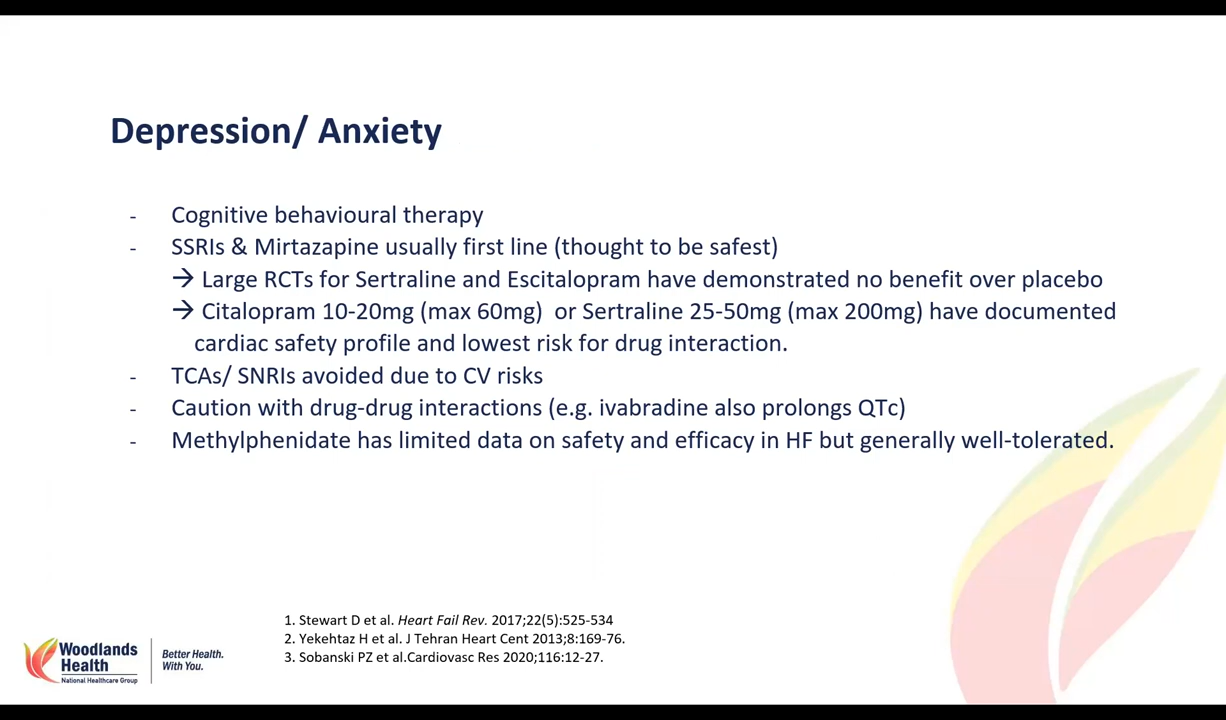 Depression/ Anxiety
- Cognitive behavioural therapy
- SSRIs & Mirtazapine usually first line (thought to be safest)
→ Large RCTs for Sertraline and Escitalopram have demonstrated no benefit over placebo
→ Citalopram 10-20mg (max 60mg)  or Sertraline 25-50mg (max 200mg) have documented
cardiac safety profile and lowest risk for drug interaction.
- TCAs/ SNRIs avoided due to CV risks
- Caution with drug-drug interactions (e.g. ivabradine also prolongs QTc)
- Methylphenidate has limited data on safety and efficacy in HF but generally well-tolerated.
1. Stewart D et al. Heart Fail Rev. 2017;22(5):525-534
2. Yekehtaz H et al. J Tehran Heart Cent 2013;8:169-76.
3. Sobanski PZ et al.Cardiovasc Res 2020;116:12-27.
Woodlands
Health
National Healthcare Group
Better Health.
With You.